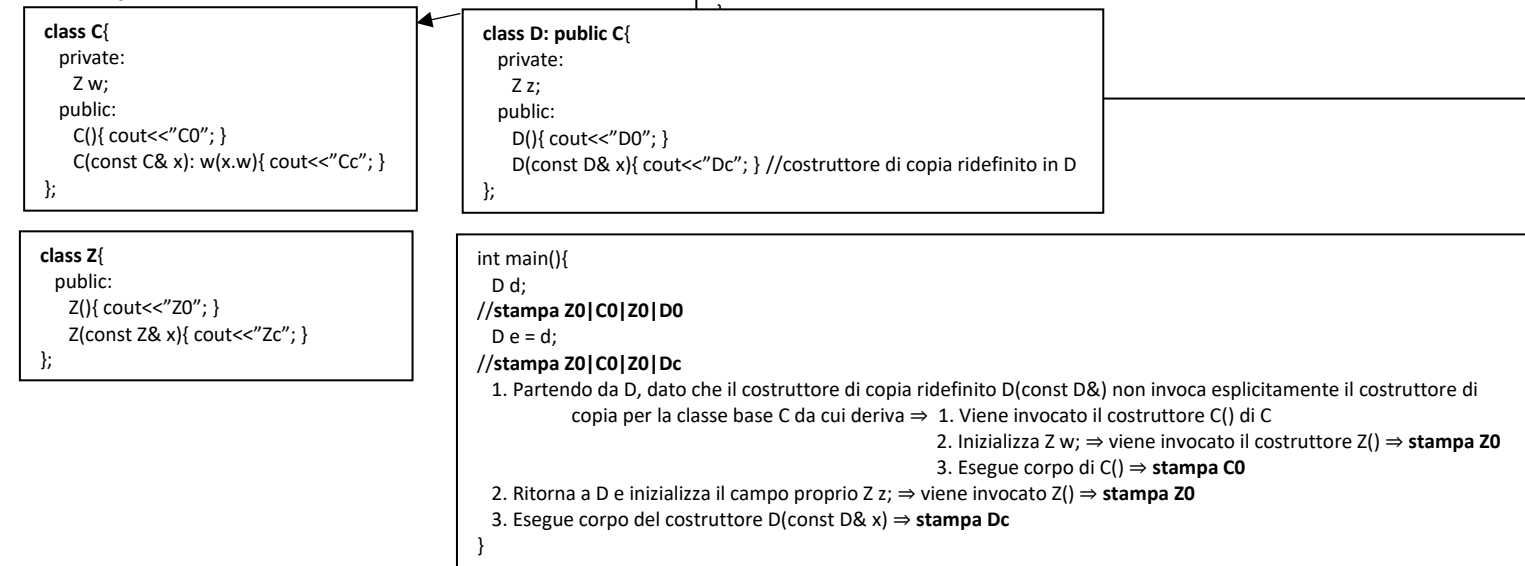 class C{
private:
Z w;
public:
C(){ cout<<”C0”; }
C(const C& x): w(x.w){ cout<<”Cc”; }
};
class D: public C{
private:
Z z;
public:
D(){ cout<<”D0”; }
D(const D& x){ cout<<”Dc”; } //costruttore di copia ridefinito in D
};
class Z{
public:
Z(){ cout<<”Z0”; }
Z(const Z& x){ cout<<”Zc”; }
};
int main(){
D d;
//stampa Z0|C0|Z0|D0
D e = d;
//stampa Z0|C0|Z0|Dc
1. Partendo da D, dato che il costruttore di copia ridefinito D(const D&) non invoca esplicitamente il costruttore di
copia per la classe base C da cui deriva ⇒ 1. Viene invocato il costruttore C() di C
2. Inizializza Z w; ⇒ viene invocato il costruttore Z() ⇒ stampa Z0
3. Esegue corpo di C() ⇒ stampa C0
2. Ritorna a D e inizializza il campo proprio Z z; ⇒ viene invocato Z() ⇒ stampa Z0
3. Esegue corpo del costruttore D(const D& x) ⇒ stampa Dc
}